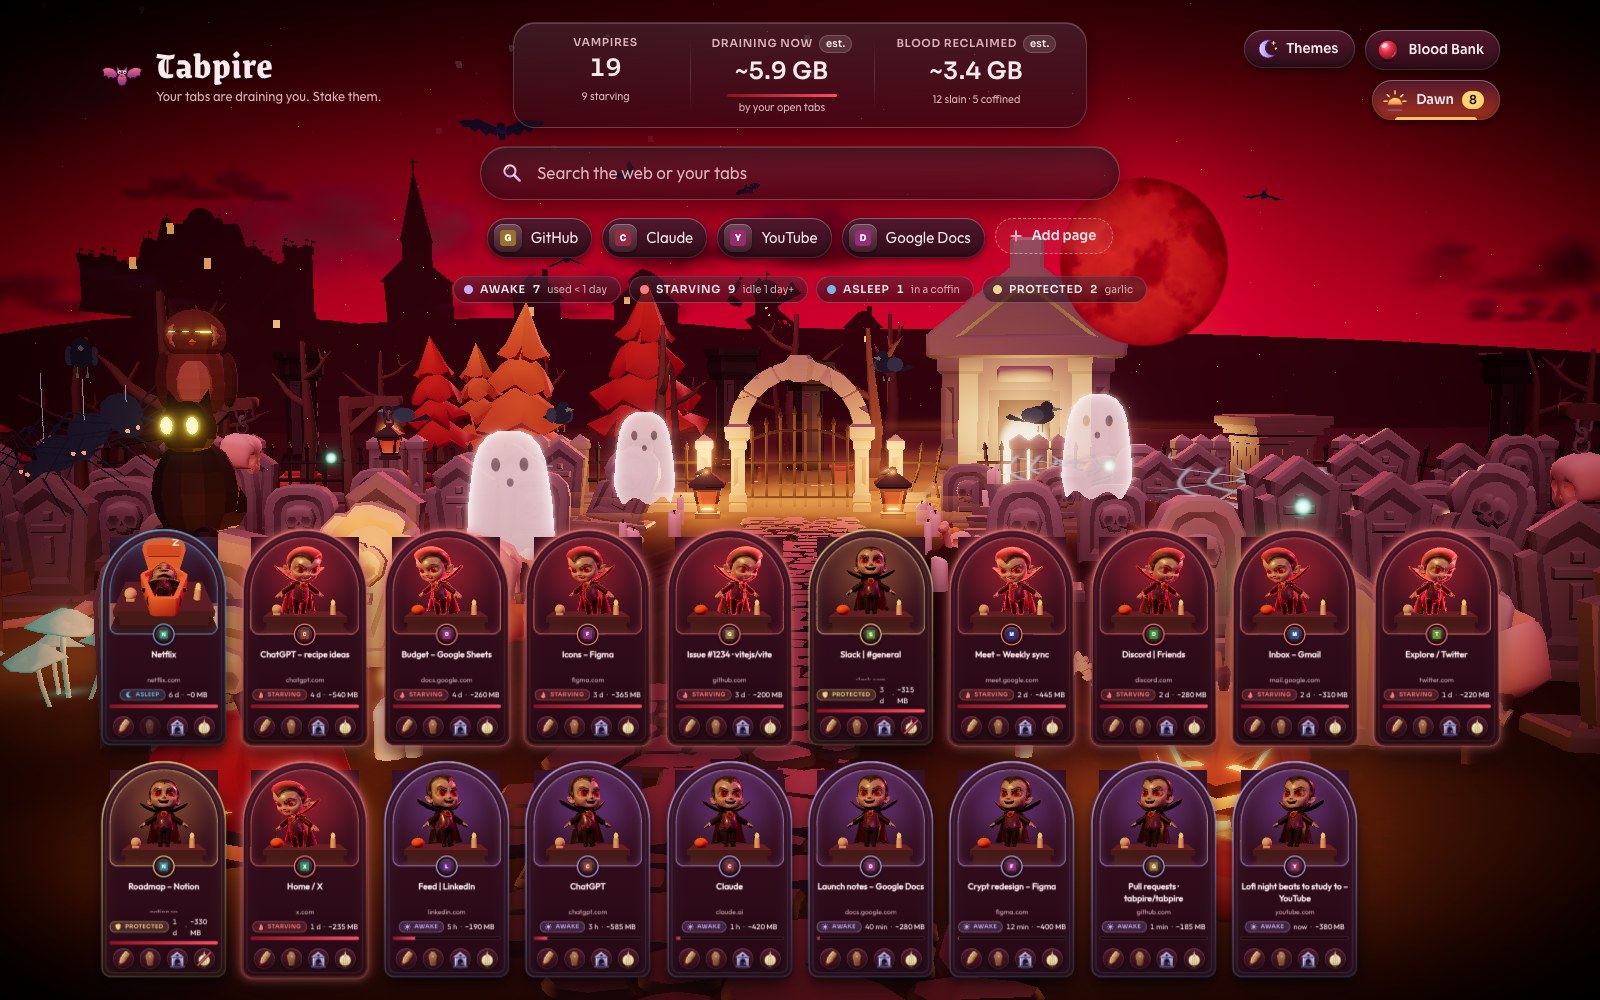 Tabpire
Your tabs are draining you. Stake them.
VAMPIRES
19
9 starving
DRAINING NOW est.
~5.9 GB
by your open tabs
BLOOD RECLAIMED est.
~3.4 GB
12 slain · 5 coffined
Themes
Blood Bank
Dawn 8
Search the web or your tabs
G GitHub
C Claude
Y YouTube
D Google Docs
+ Add page
AWAKE 7 used < 1 day
STARVING 9 idle 1 day+
ASLEEP 1 in a coffin
PROTECTED 2 garlic
Z
N
Netflix
netflix.com
ASLEEP 6 d · ~0 MB
C
ChatGPT – recipe ideas
chatgpt.com
STARVING 4 d · ~540 MB
D
Budget – Google Sheets
docs.google.com
STARVING 4 d · ~260 MB
F
Icons – Figma
figma.com
STARVING 3 d · ~365 MB
G
Issue #1234 · vitejs/vite
github.com
STARVING 3 d · ~200 MB
S
Slack | #general
PROTECTED 3 d · ~315 MB
M
Meet – Weekly sync
meet.google.com
STARVING 2 d · ~445 MB
D
Discord | Friends
discord.com
STARVING 2 d · ~280 MB
M
Inbox – Gmail
mail.google.com
STARVING 2 d · ~310 MB
T
Explore / Twitter
twitter.com
STARVING 1 d · ~220 MB
N
Roadmap – Notion
PROTECTED 1 d · ~330 MB
X
Home / X
x.com
STARVING 1 d · ~235 MB
L
Feed | LinkedIn
linkedin.com
AWAKE 5 h · ~190 MB
C
ChatGPT
chatgpt.com
AWAKE 3 h · ~585 MB
C
Claude
claude.ai
AWAKE 1 h · ~420 MB
D
Launch notes – Google Docs
docs.google.com
AWAKE 40 min · ~280 MB
F
Crypt redesign – Figma
figma.com
AWAKE 12 min · ~400 MB
G
Pull requests ·
tabpire/tabpire
github.com
AWAKE 1 min · ~185 MB
Y
Lofi night beats to study to –
YouTube
youtube.com
AWAKE now · ~380 MB